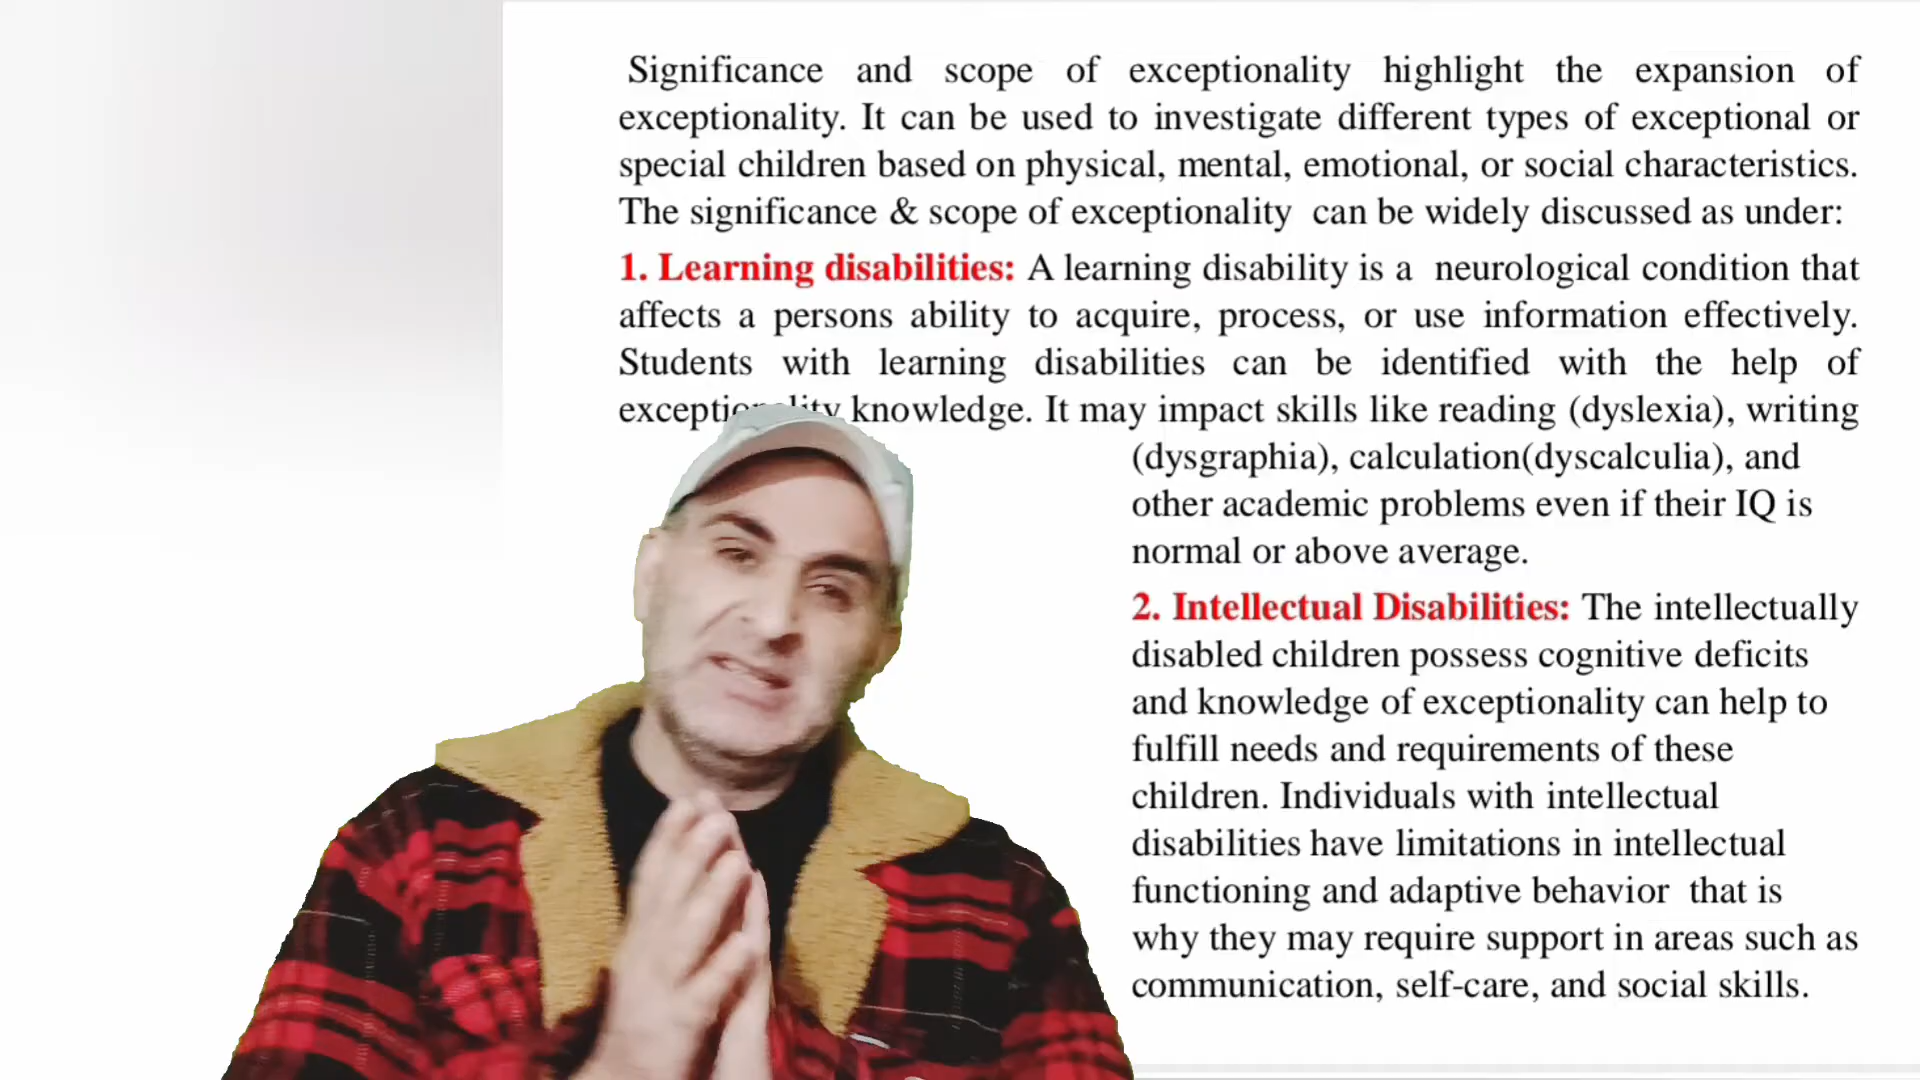 Significance and scope of exceptionality highlight the expansion of
exceptionality. It can be used to investigate different types of exceptional or
special children based on physical, mental, emotional, or social characteristics.
The significance & scope of exceptionality can be widely discussed as under:
1. Learning disabilities: A learning disability is a neurological condition that
affects a persons ability to acquire, process, or use information effectively.
Students with learning disabilities can be identified with the help of
exceptionality knowledge. It may impact skills like reading (dyslexia), writing
(dysgraphia), calculation(dyscalculia), and
other academic problems even if their IQ is
normal or above average.
2. Intellectual Disabilities: The intellectually
disabled children possess cognitive deficits
and knowledge of exceptionality can help to
fulfill needs and requirements of these
children. Individuals with intellectual
disabilities have limitations in intellectual
functioning and adaptive behavior that is
why they may require support in areas such as
communication, self-care, and social skills.